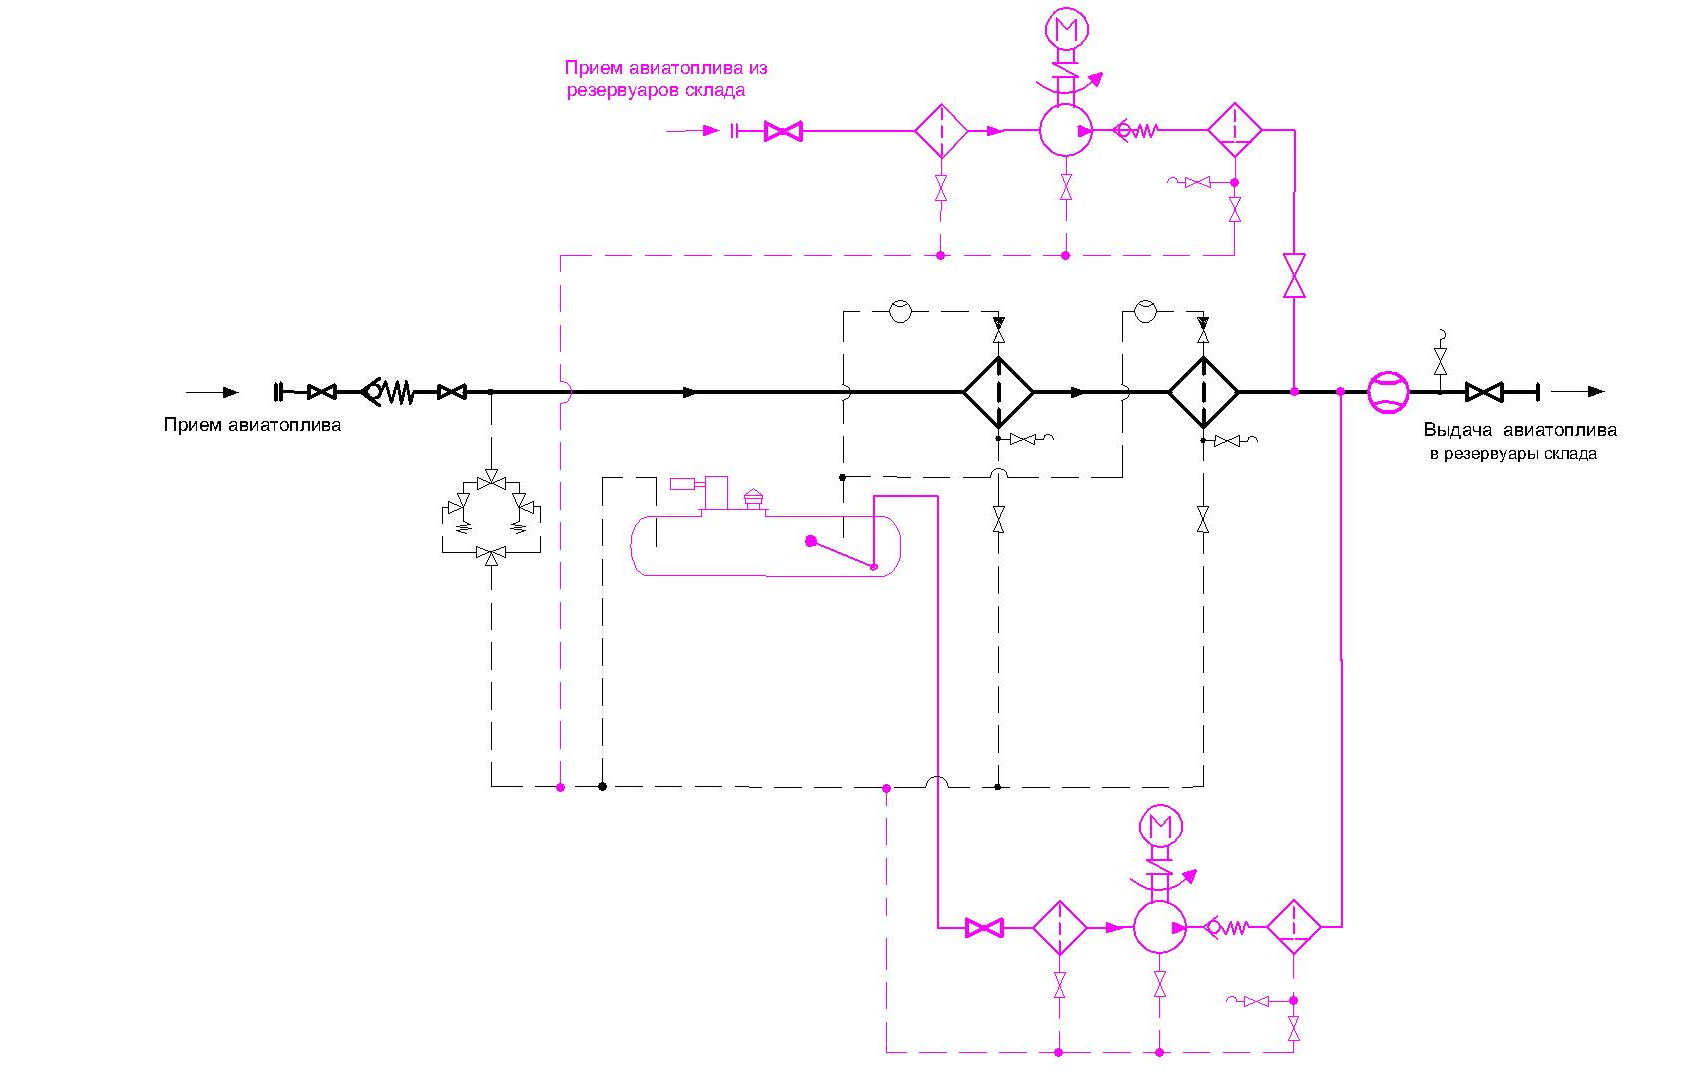 M
Прием авиатоплива из
резервуаров склада
Прием авиатоплива
Выдача авиатоплива
в резервуары склада
M